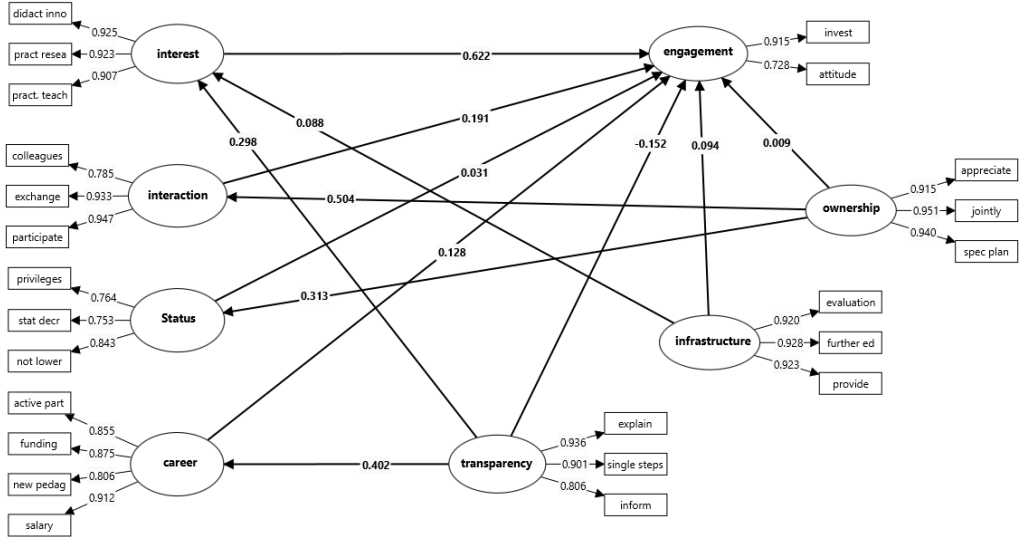 didact inno
0.925
pract resea
0.923
interest
pract. teach
0.907
0.622
engagement
0.915
invest
0.728
attitude
0.088
0.298
0.191
-0.152
0.094
0.009
colleagues
0.785
exchange
0.933
interaction
participate
0.947
0.031
0.504
ownership
0.915
appreciate
0.951
jointly
0.940
spec plan
0.128
privileges
0.764
stat decr
0.753
Status
not lower
0.843
0.313
infrastructure
0.920
evaluation
0.928
further ed
0.923
provide
active part
0.855
funding
0.875
career
new pedag
0.806
salary
0.912
0.402
transparency
0.936
explain
0.901
single steps
0.806
inform